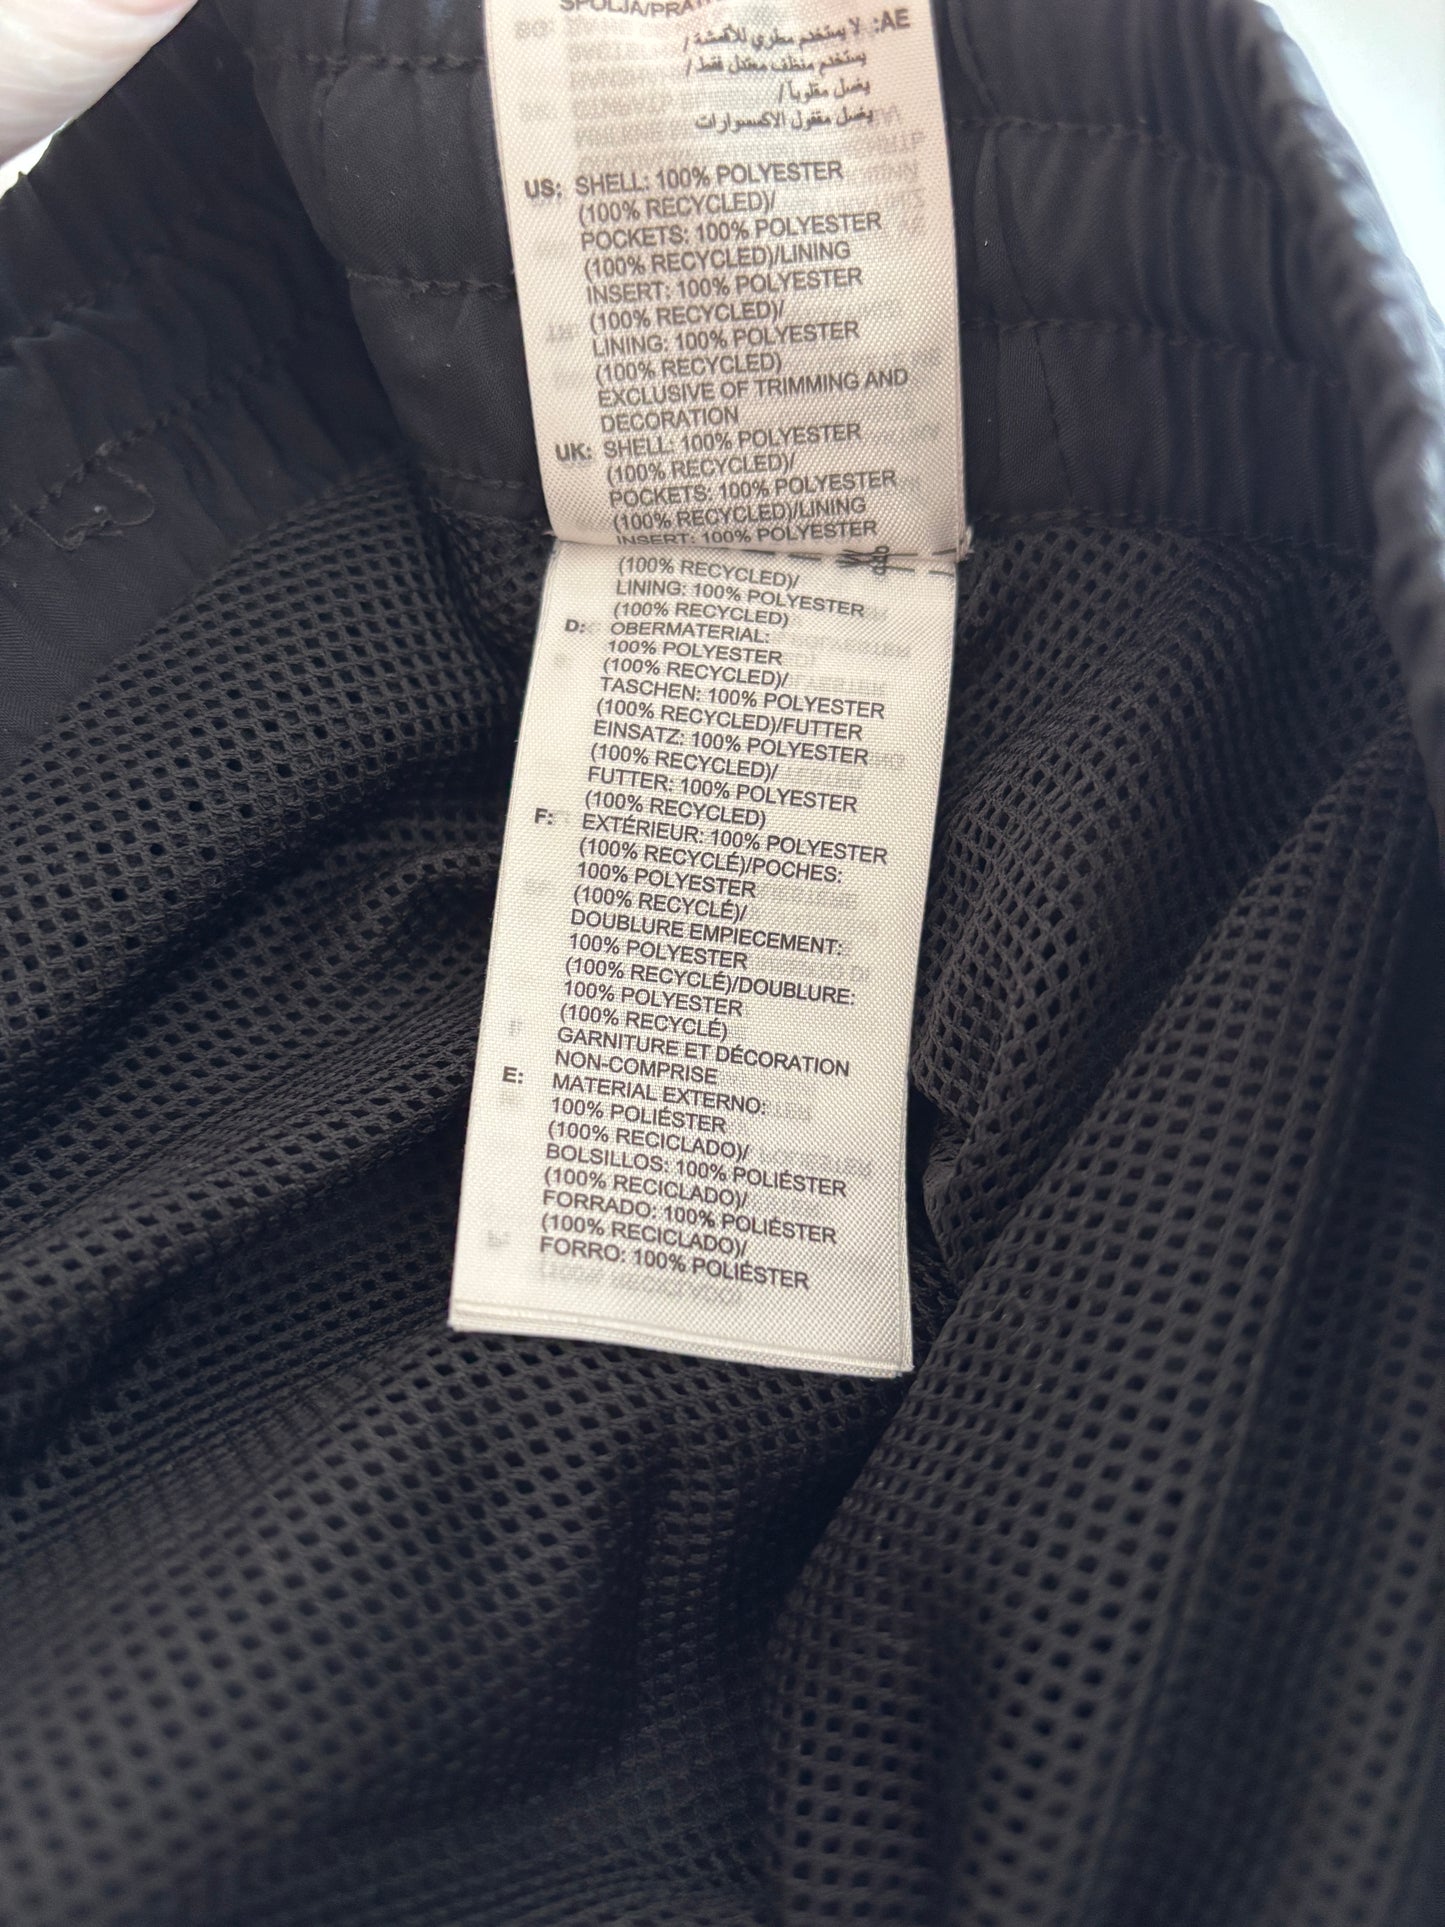 AE: لا يستخدم مطري للأقمشة/
يستخدم منظف معتدل فقط/
يغسل مقلوباً/
يغسل مقفول الاكسسوارات
US: SHELL: 100% POLYESTER
(100% RECYCLED)/
POCKETS: 100% POLYESTER
(100% RECYCLED)/LINING
INSERT: 100% POLYESTER
(100% RECYCLED)/
LINING: 100% POLYESTER
(100% RECYCLED)
EXCLUSIVE OF TRIMMING AND
DECORATION
UK: SHELL: 100% POLYESTER
(100% RECYCLED)/
POCKETS: 100% POLYESTER
(100% RECYCLED)/LINING
INSERT: 100% POLYESTER
(100% RECYCLED)/
LINING: 100% POLYESTER
(100% RECYCLED)
D: OBERMATERIAL:
100% POLYESTER
(100% RECYCLED)/
TASCHEN: 100% POLYESTER
(100% RECYCLED)/FUTTER
EINSATZ: 100% POLYESTER
(100% RECYCLED)/
FUTTER: 100% POLYESTER
(100% RECYCLED)
F: EXTÉRIEUR: 100% POLYESTER
(100% RECYCLÉ)/POCHES:
100% POLYESTER
(100% RECYCLÉ)/
DOUBLURE EMPIECEMENT:
100% POLYESTER
(100% RECYCLÉ)/DOUBLURE:
100% POLYESTER
(100% RECYCLÉ)
GARNITURE ET DÉCORATION
NON-COMPRISE
E: MATERIAL EXTERNO:
100% POLIÉSTER
(100% RECICLADO)/
BOLSILLOS: 100% POLIÉSTER
(100% RECICLADO)/
FORRADO: 100% POLIÉSTER
(100% RECICLADO)/
FORRO: 100% POLIÉSTER